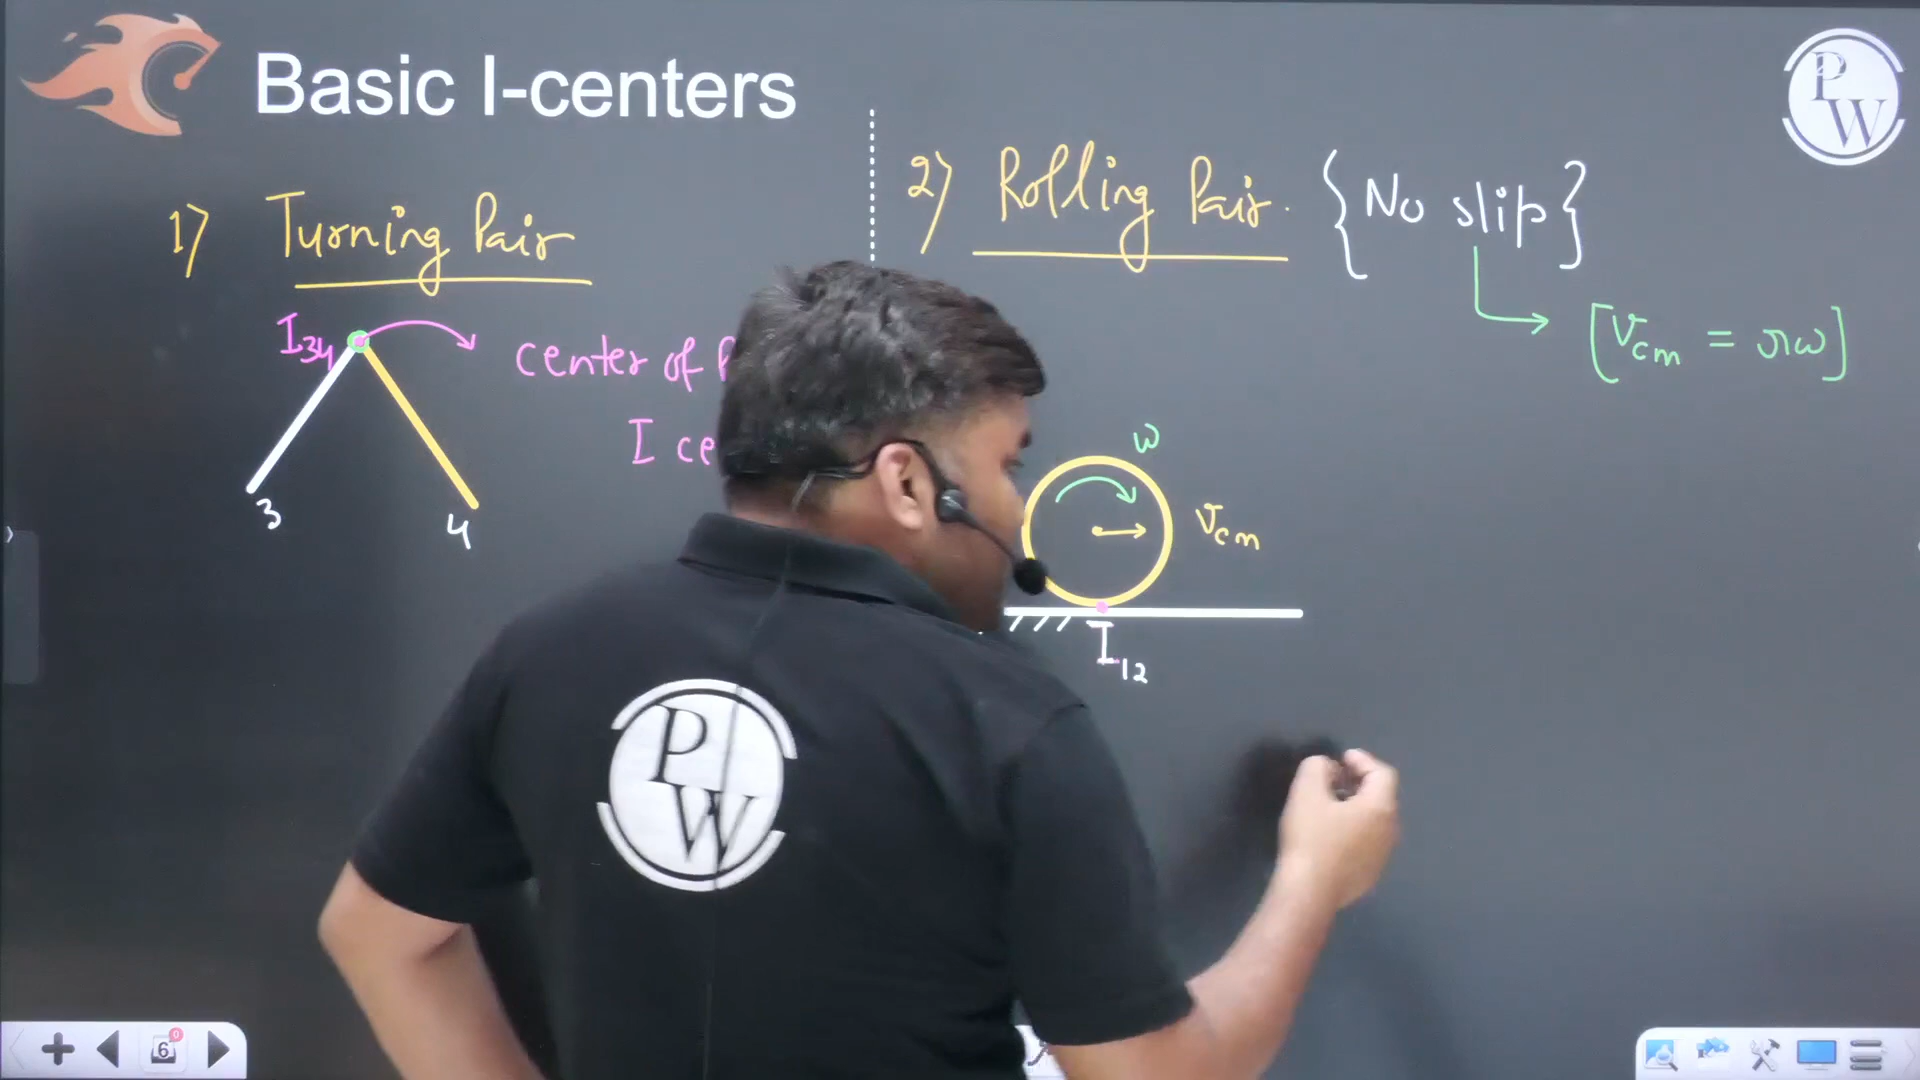 Basic I-centers
PW
1) Turning Pair
I34
center of
I ce
3
4
2) Rolling Pair. {No slip}
[Vcm = rω]
ω
Vcm
I12
PW
6
0